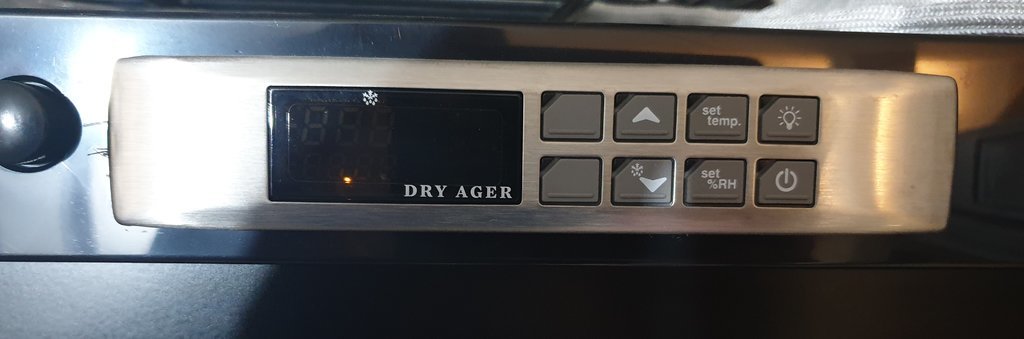 DRY AGER
set
temp.
set
%RH